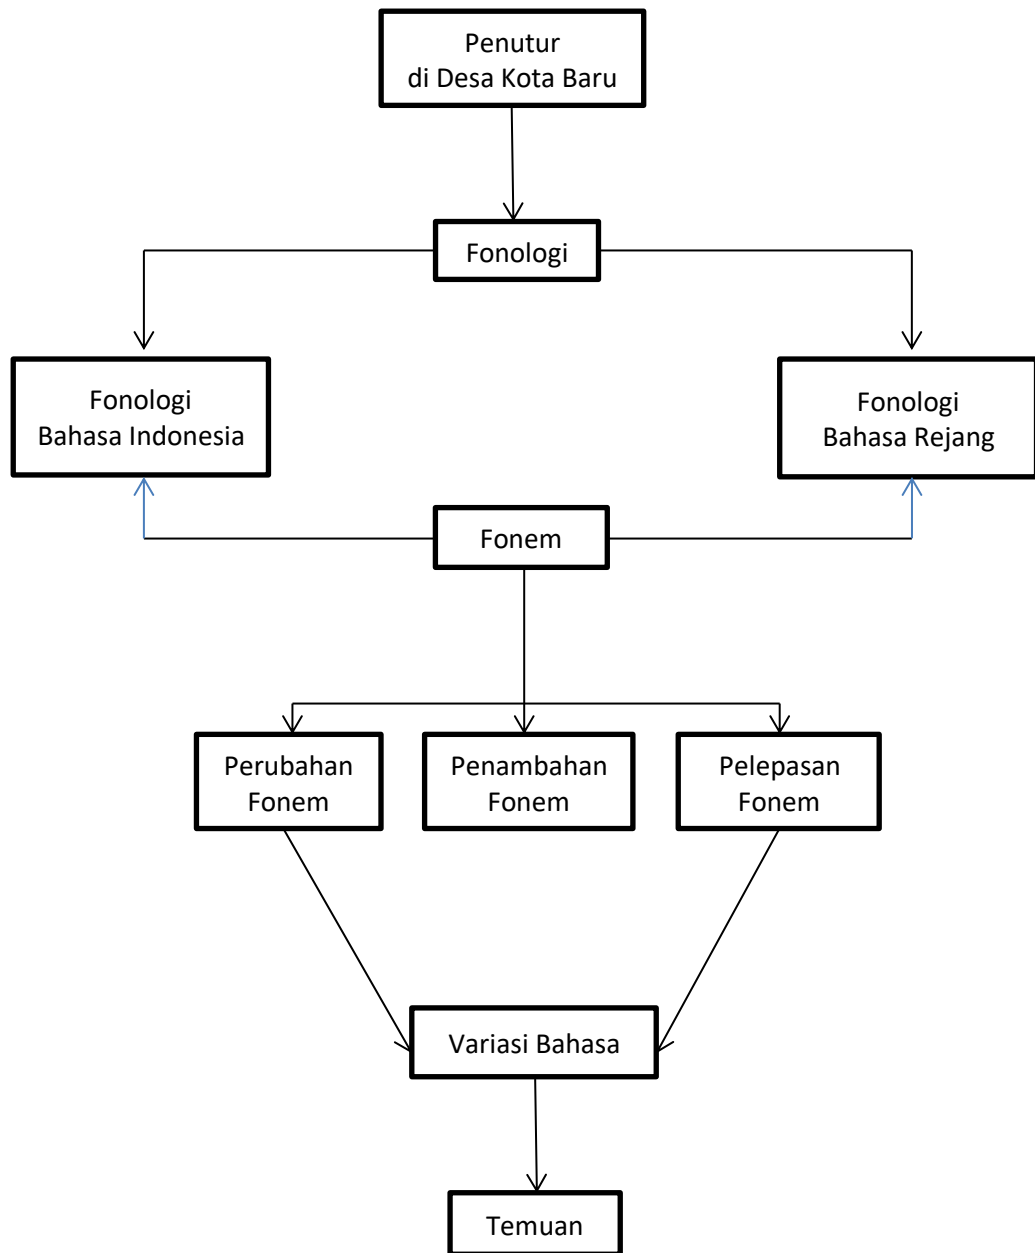 Penutur
di Desa Kota Baru
Fonologi
Fonologi
Bahasa Indonesia
Fonologi
Bahasa Rejang
Fonem
Perubahan
Fonem
Penambahan
Fonem
Pelepasan
Fonem
Variasi Bahasa
Temuan